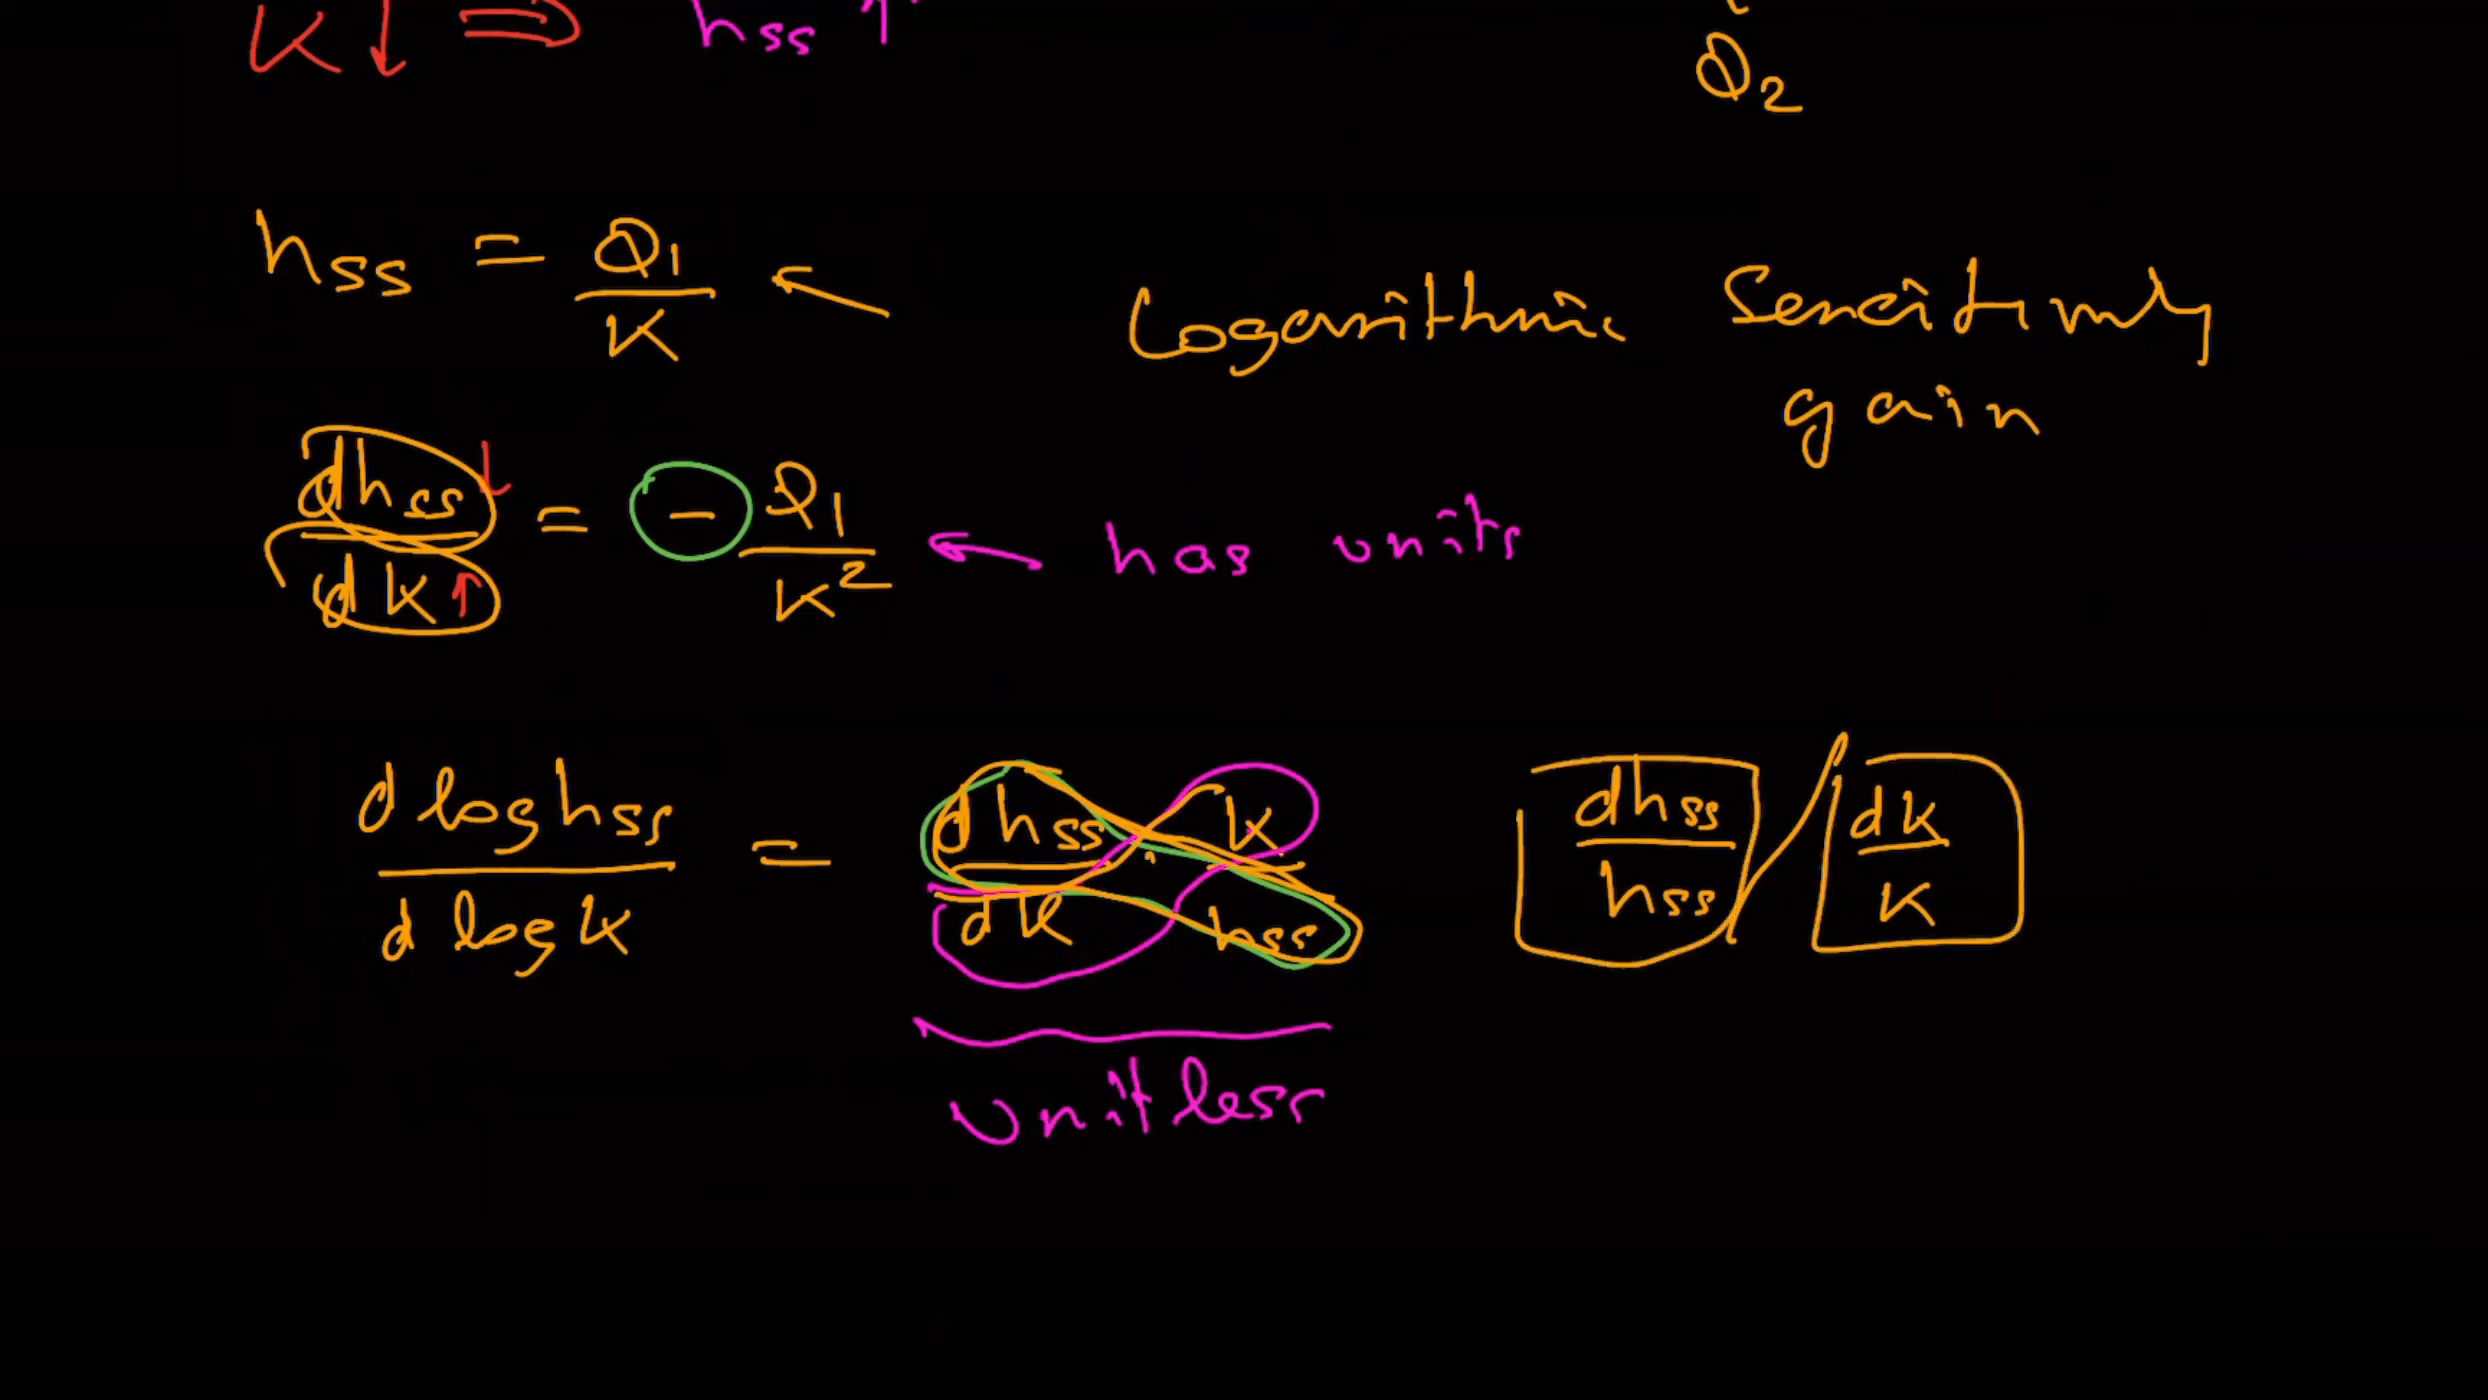 K↓ ⇒ hss ↑
Q2
hss = Q1/K ← Logarithmic Sensitivity
gain
dhss↓/dK↑ = - Q1/K² ← has units
d log hss / d log K = dhss/dK · K/hss
dhss/hss / dK/K
unitless